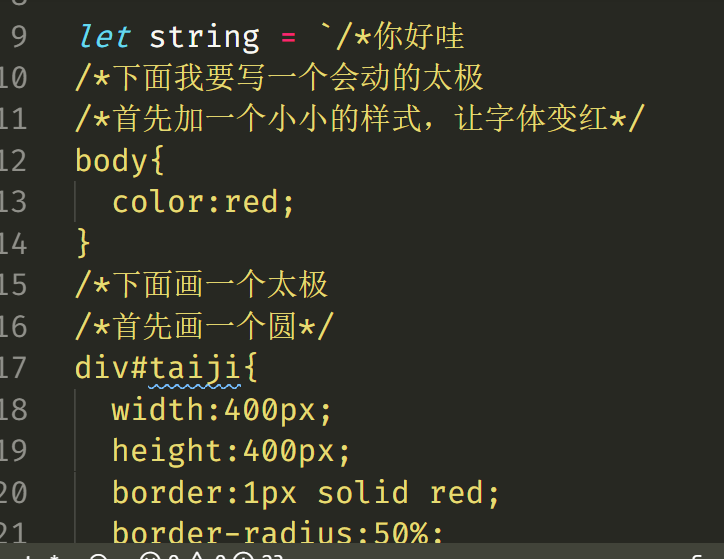 9 let string = `/*你好哇
10 /*下面我要写一个会动的太极
11 /*首先加一个小小的样式，让字体变红*/
12 body{
13 color:red;
14 }
15 /*下面画一个太极
16 /*首先画一个圆*/
17 div#taiji{
18 width:400px;
19 height:400px;
20 border:1px solid red;
21 border-radius:50%;